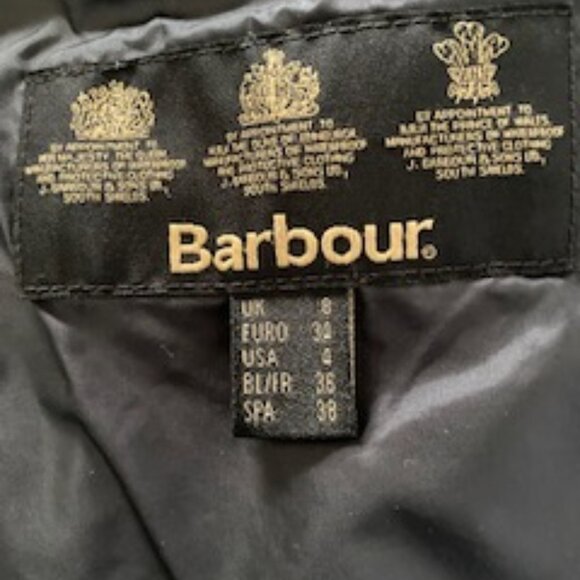 BY APPOINTMENT TO
HER MAJESTY THE QUEEN
MANUFACTURERS OF WATERPROOF
AND PROTECTIVE CLOTHING
J. BARBOUR & SONS LTD.,
SOUTH SHIELDS.
BY APPOINTMENT TO
H.R.H. THE DUKE OF EDINBURGH
MANUFACTURERS OF WATERPROOF
AND PROTECTIVE CLOTHING
J. BARBOUR & SONS LTD.,
SOUTH SHIELDS.
BY APPOINTMENT TO
H.R.H. THE PRINCE OF WALES
MANUFACTURERS OF WATERPROOF
AND PROTECTIVE CLOTHING
J. BARBOUR & SONS LTD.,
SOUTH SHIELDS.
Barbour®
UK 8
EURO
USA 4
BL/FR 36
SPA 38